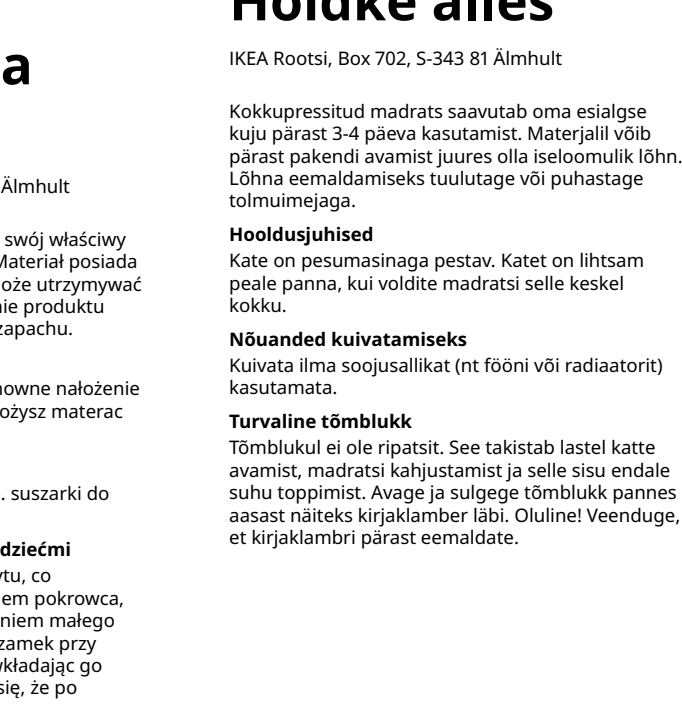 a
Älmhult
swój właściwy
Materiał posiada
może utrzymywać
nie produktu
zapachu.
nowne nałożenie
ożysz materac
. suszarki do
dziećmi
ytu, co
em pokrowca,
niem małego
zamek przy
wkładając go
się, że po
Hoidke alles
IKEA Rootsi, Box 702, S-343 81 Älmhult
Kokkupressitud madrats saavutab oma esialgse
kuju pärast 3-4 päeva kasutamist. Materjalil võib
pärast pakendi avamist juures olla iseloomulik lõhn.
Lõhna eemaldamiseks tuulutage või puhastage
tolmuimejaga.
Hooldusjuhised
Kate on pesumasinaga pestav. Katet on lihtsam
peale panna, kui voldite madratsi selle keskel
kokku.
Nõuanded kuivatamiseks
Kuivata ilma soojusallikat (nt fööni või radiaatorit)
kasutamata.
Turvaline tõmblukk
Tõmblukul ei ole ripatsit. See takistab lastel katte
avamist, madratsi kahjustamist ja selle sisu endale
suhu toppimist. Avage ja sulgege tõmblukk pannes
aasast näiteks kirjaklamber läbi. Oluline! Veenduge,
et kirjaklambri pärast eemaldate.